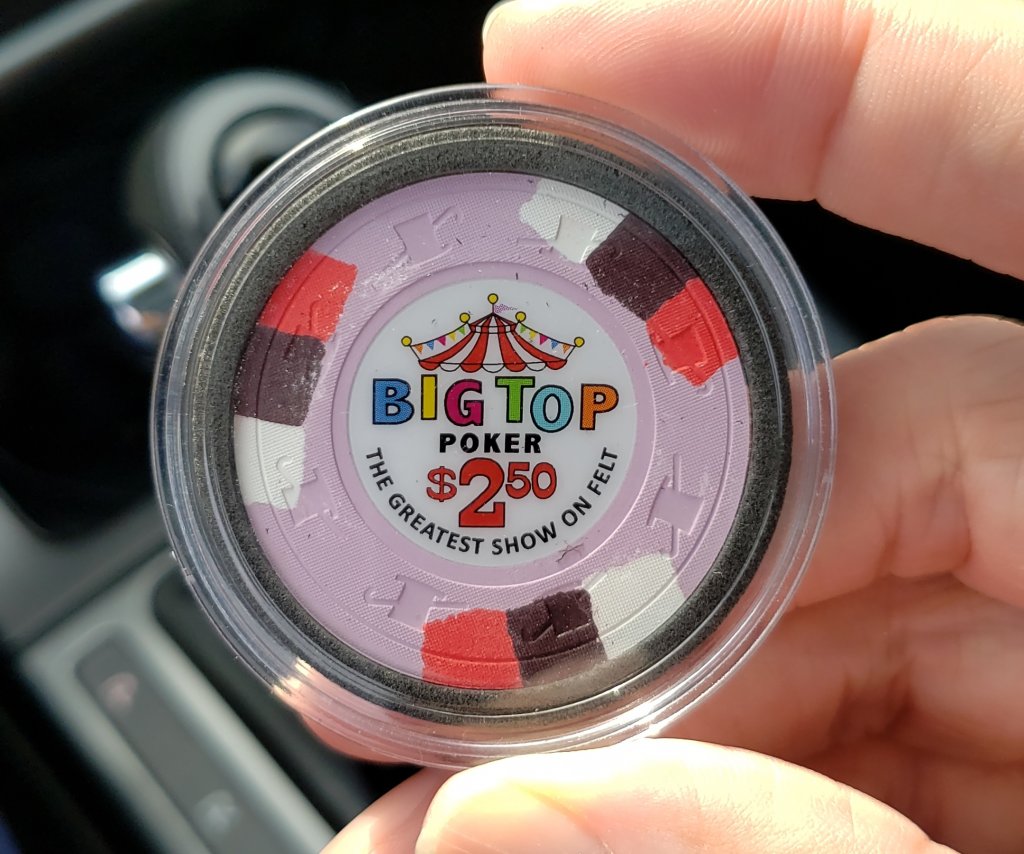 BIG TOP
POKER
$2.50
THE GREATEST SHOW ON FELT